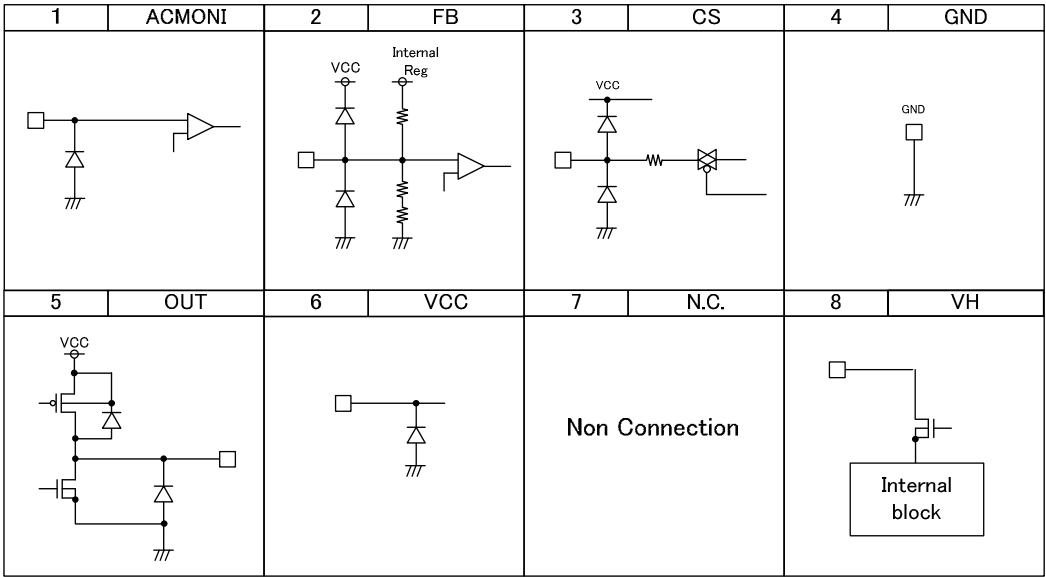 1 ACMONI 2 FB 3 CS 4 GND
VCC
Internal
Reg
VCC
GND
5 OUT 6 VCC 7 N.C. 8 VH
VCC
Non Connection
Internal
block